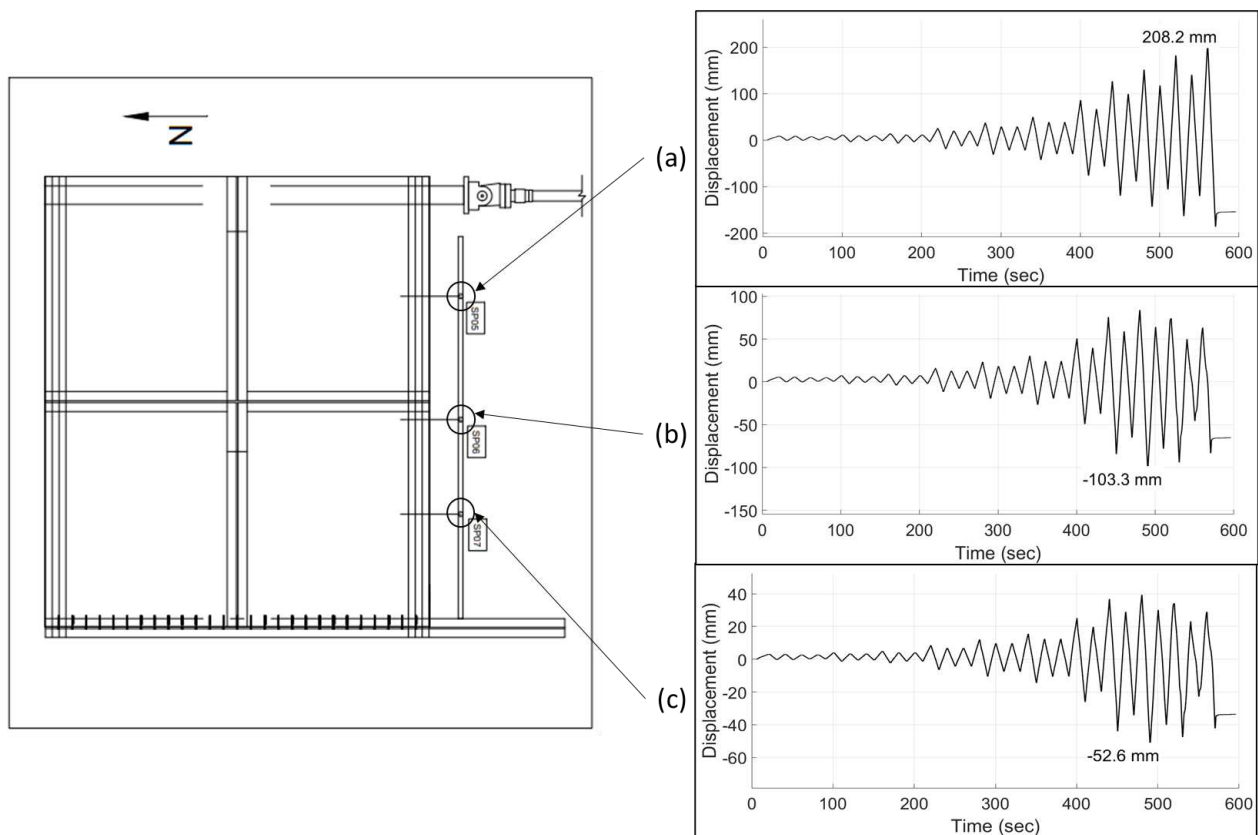 N
SP05
SP06
SP07
(a)
(b)
(c)
208.2 mm
Displacement (mm)
200
100
0
-100
-200
0 100 200 300 400 500 600
Time (sec)
-103.3 mm
Displacement (mm)
100
50
0
-50
-100
-150
0 100 200 300 400 500 600
Time (sec)
-52.6 mm
Displacement (mm)
40
20
0
-20
-40
-60
0 100 200 300 400 500 600
Time (sec)